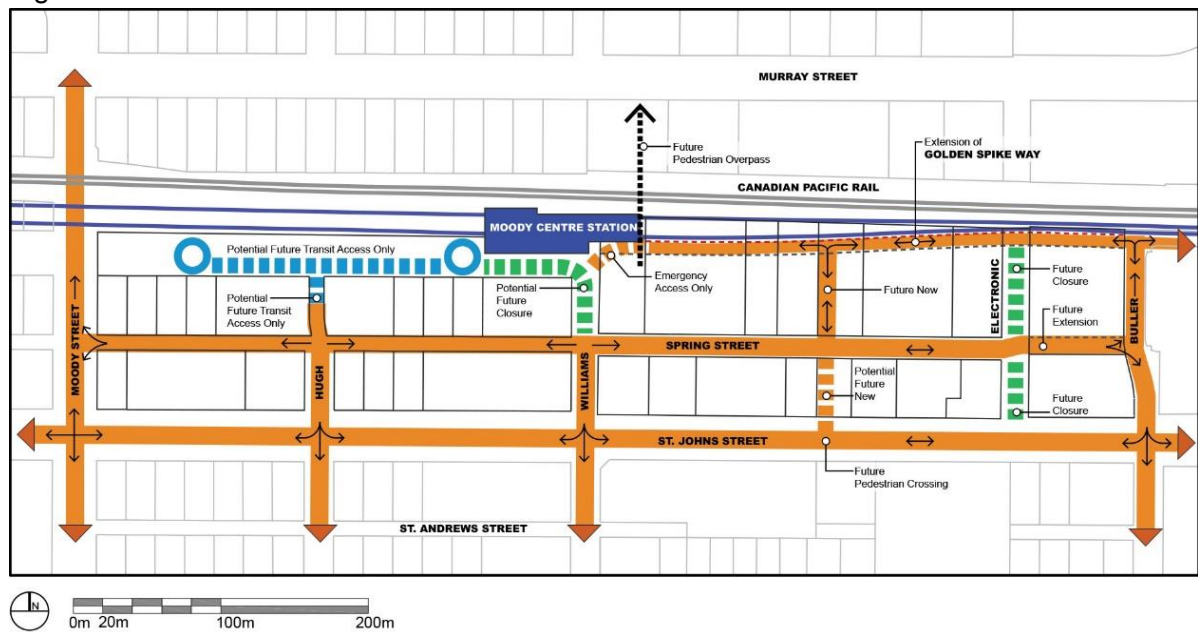 MURRAY STREET
Future
Pedestrian Overpass
Extension of
GOLDEN SPIKE WAY
CANADIAN PACIFIC RAIL
MOODY CENTRE STATION
Potential Future Transit Access Only
Potential
Future Transit
Access Only
Potential
Future
Closure
Emergency
Access Only
Future New
ELECTRONIC
Future
Closure
Future
Extension
BULLER
MOODY STREET
HUGH
WILLIAMS
SPRING STREET
Potential
Future
New
Future
Closure
ST. JOHNS STREET
Future
Pedestrian Crossing
ST. ANDREWS STREET
N
0m 20m 100m 200m